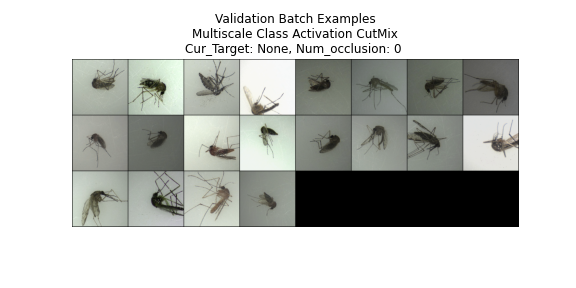 Validation Batch Examples
Multiscale Class Activation CutMix
Cur_Target: None, Num_occlusion: 0